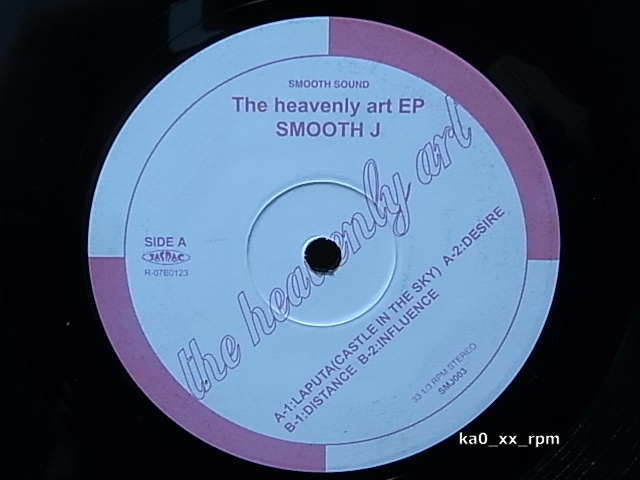 SMOOTH SOUND
The heavenly art EP
SMOOTH J
the heavenly art
SIDE A
JASRAC
R-07B0123
A-1:LAPUTA(CASTLE IN THE SKY) A-2:DESIRE
B-1:DISTANCE B-2:INFLUENCE
33 1/3 RPM STEREO
SMJ003
ka0_xx_rpm